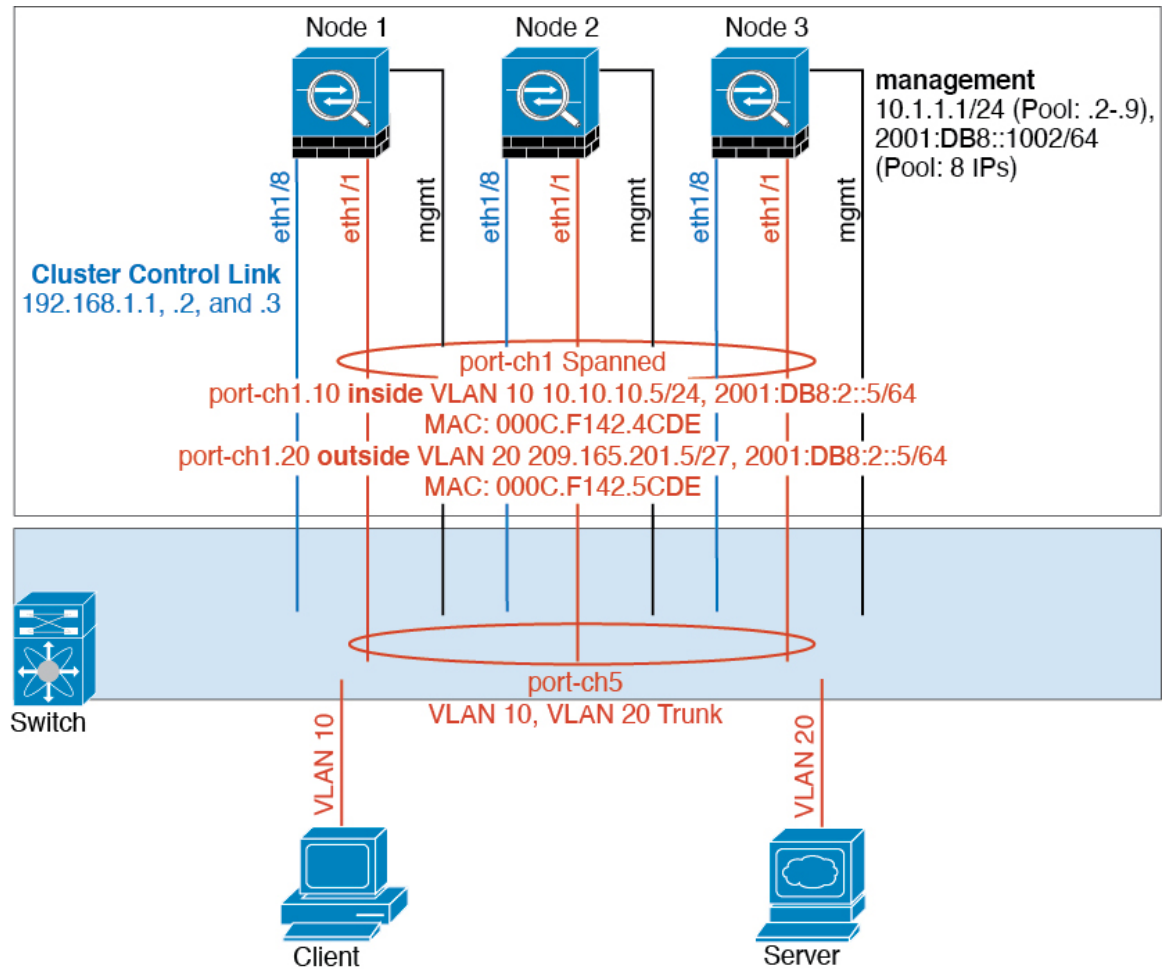 Node 1
Node 2
Node 3
management
10.1.1.1/24 (Pool: .2-.9),
2001:DB8::1002/64
(Pool: 8 IPs)
eth1/8
eth1/1
mgmt
eth1/8
eth1/1
mgmt
eth1/8
eth1/1
mgmt
Cluster Control Link
192.168.1.1, .2, and .3
port-ch1 Spanned
port-ch1.10 inside VLAN 10 10.10.10.5/24, 2001:DB8:2::5/64
MAC: 000C.F142.4CDE
port-ch1.20 outside VLAN 20 209.165.201.5/27, 2001:DB8:2::5/64
MAC: 000C.F142.5CDE
port-ch5
VLAN 10, VLAN 20 Trunk
Switch
VLAN 10
VLAN 20
Client
Server